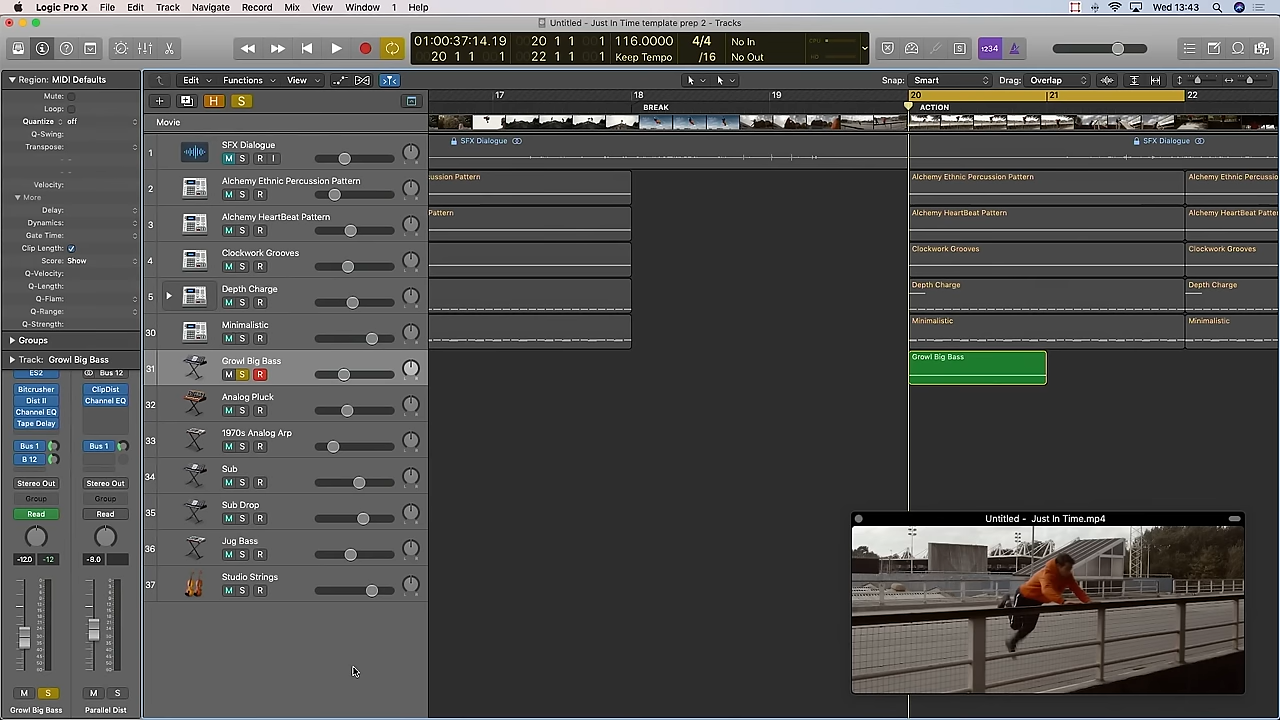 Logic Pro X File Edit Track Navigate Record Mix View Window 1 Help Wed 13:43
Untitled - Just In Time template prep 2 - Tracks
01:00:37:14.19 20 1 1 1 116.0000 4/4 No In CPU
20 1 1 1 22 1 1 1 Keep Tempo /16 No Out HD
1234
Region: MIDI Defaults
Edit Functions View Snap: Smart Drag: Overlap
Mute:
Loop:
Quantize off
Q-Swing:
Transpose:
Velocity:
More
Delay:
Dynamics:
Gate Time:
Clip Length:
Score: Show
Q-Velocity:
Q-Length:
Q-Flam:
Q-Range:
Q-Strength:
Groups
Track: Growl Big Bass
ES2 Bus 12
Bitcrusher ClipDist
Dist II Channel EQ
Channel EQ
Tape Delay
Bus 1 Bus 1
B 12
Stereo Out Stereo Out
Group Group
Read Read
-12.0 -12 -8.0
M S M S
Growl Big Bass Parallel Dist
H S
17 18 19 20 21 22
BREAK ACTION
Movie
1 SFX Dialogue
M S R I
2 Alchemy Ethnic Percussion Pattern
M S R
3 Alchemy HeartBeat Pattern
M S R
4 Clockwork Grooves
M S R
5 Depth Charge
M S R
30 Minimalistic
M S R
31 Growl Big Bass
M S R
32 Analog Pluck
M S R
33 1970s Analog Arp
M S R
34 Sub
M S R
35 Sub Drop
M S R
36 Jug Bass
M S R
37 Studio Strings
M S R
SFX Dialogue SFX Dialogue
ussion Pattern Alchemy Ethnic Percussion Pattern Alchemy Ethnic Percussio
Pattern Alchemy HeartBeat Pattern Alchemy HeartBeat Patter
Clockwork Grooves Clockwork Grooves
Depth Charge Depth Charge
Minimalistic Minimalistic
Growl Big Bass
Untitled - Just In Time.mp4